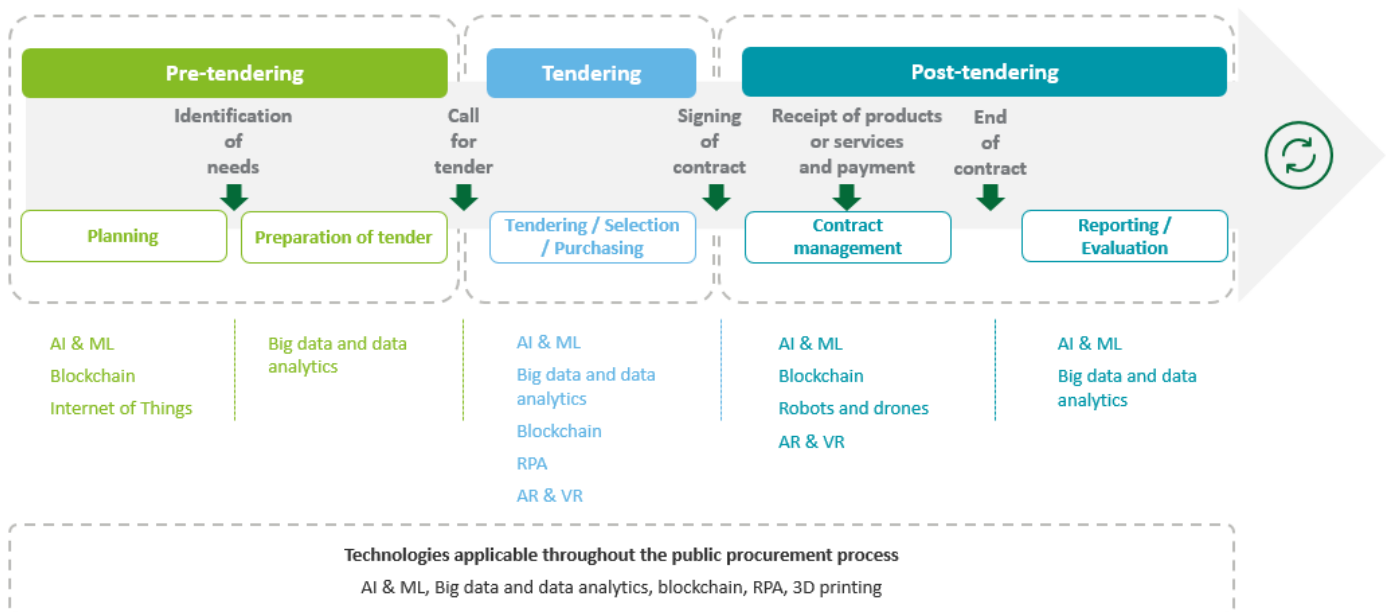 Pre-tendering
Tendering
Post-tendering
Identification
of
needs
Call
for
tender
Signing
of
contract
Receipt of products
or services
and payment
End
of
contract
Planning
Preparation of tender
Tendering / Selection
/ Purchasing
Contract
management
Reporting /
Evaluation
AI & ML
Blockchain
Internet of Things
Big data and data
analytics
AI & ML
Big data and data
analytics
Blockchain
RPA
AR & VR
AI & ML
Blockchain
Robots and drones
AR & VR
AI & ML
Big data and data
analytics
Technologies applicable throughout the public procurement process
AI & ML, Big data and data analytics, blockchain, RPA, 3D printing